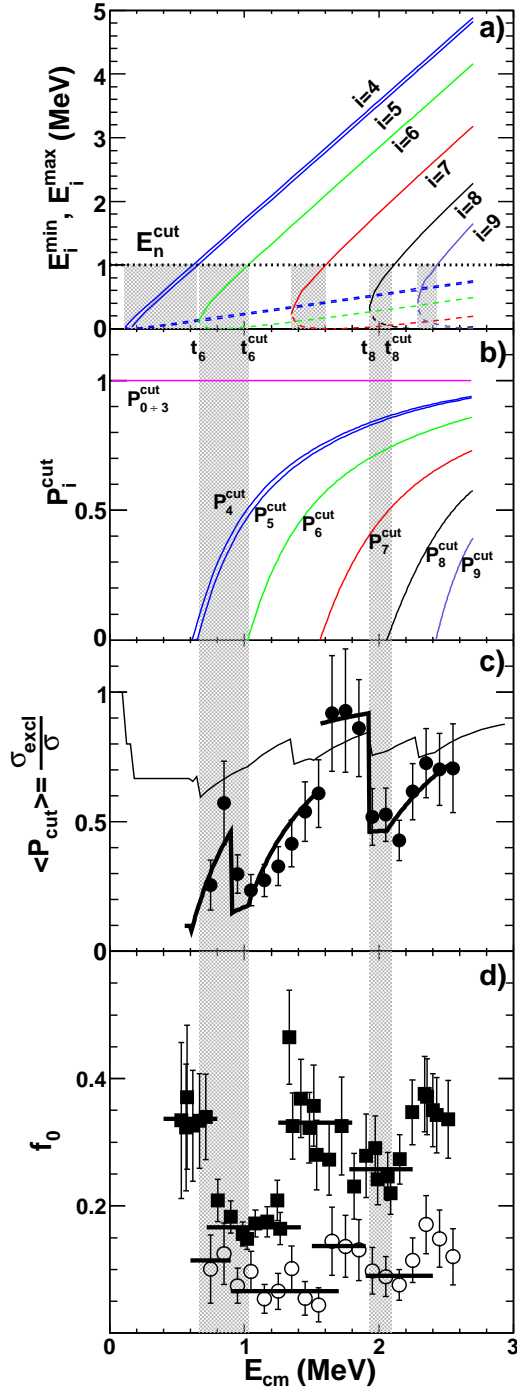 a)
E_i^min, E_i^max (MeV)
5
4
3
2
1
0
i=4
i=5
i=6
i=7
i=8
i=9
E_n^cut
t_6 t_6^cut t_8 t_8^cut
b)
P_i^cut
1
0.5
0
P_{0÷3}^cut
P_4^cut
P_5^cut
P_6^cut
P_7^cut
P_8^cut
P_9^cut
c)
<P_cut>= σ_excl/σ
1
0.5
0
d)
f_0
0.4
0.2
0 1 2 3
E_cm (MeV)